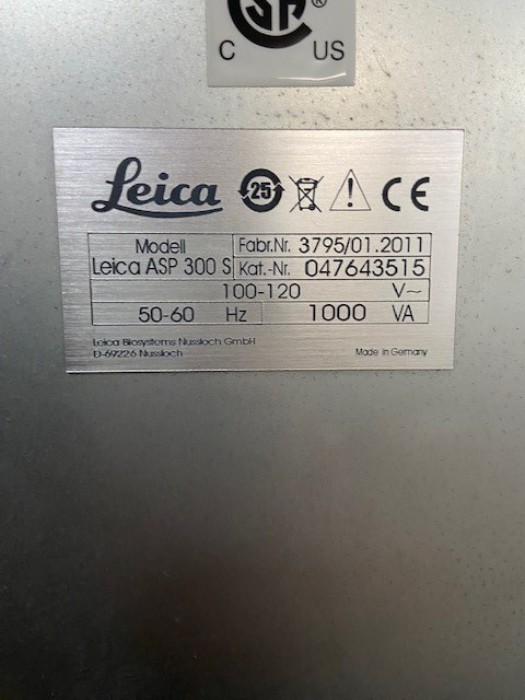 SA ®
C US
Leica 25 CE
Modell Fabr.Nr. 3795/01.2011
Leica ASP 300 S Kat.-Nr. 047643515
100-120 V~
50-60 Hz 1000 VA
Leica Biosystems Nussloch GmbH
D-69226 Nussloch Made in Germany